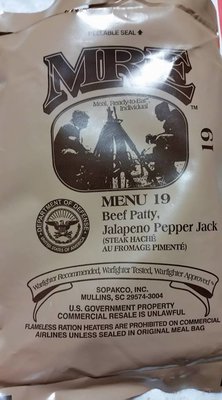 PEELABLE SEAL
MRE
TM
Meal, Ready-to-Eat,
Individual
MENU 19
19
Beef Patty,
Jalapeno Pepper Jack
(STEAK HACHÉ
AU FROMAGE PIMENTÉ)
DEPARTMENT OF DEFENSE
UNITED STATES OF AMERICA
Warfighter Recommended, Warfighter Tested, Warfighter Approved™
SOPAKCO, INC.
MULLINS, SC 29574-3004
U.S. GOVERNMENT PROPERTY
COMMERCIAL RESALE IS UNLAWFUL
FLAMELESS RATION HEATERS ARE PROHIBITED ON COMMERCIAL
AIRLINES UNLESS SEALED IN ORIGINAL MEAL BAG